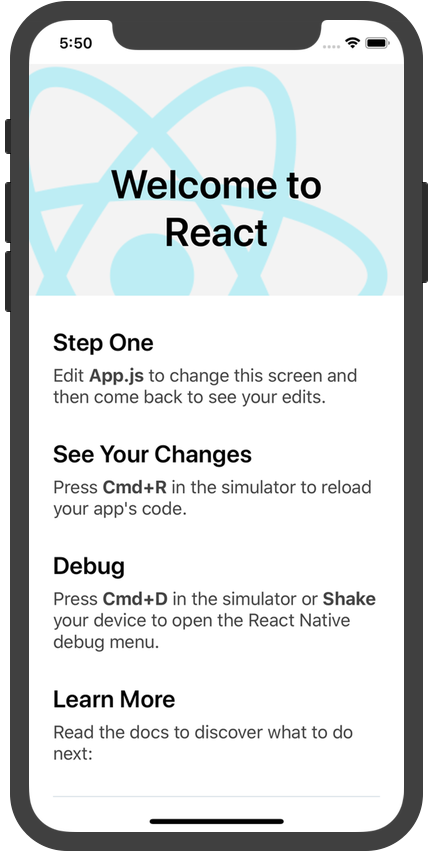 5:50
Welcome to
React
Step One
Edit App.js to change this screen and
then come back to see your edits.
See Your Changes
Press Cmd+R in the simulator to reload
your app's code.
Debug
Press Cmd+D in the simulator or Shake
your device to open the React Native
debug menu.
Learn More
Read the docs to discover what to do
next: